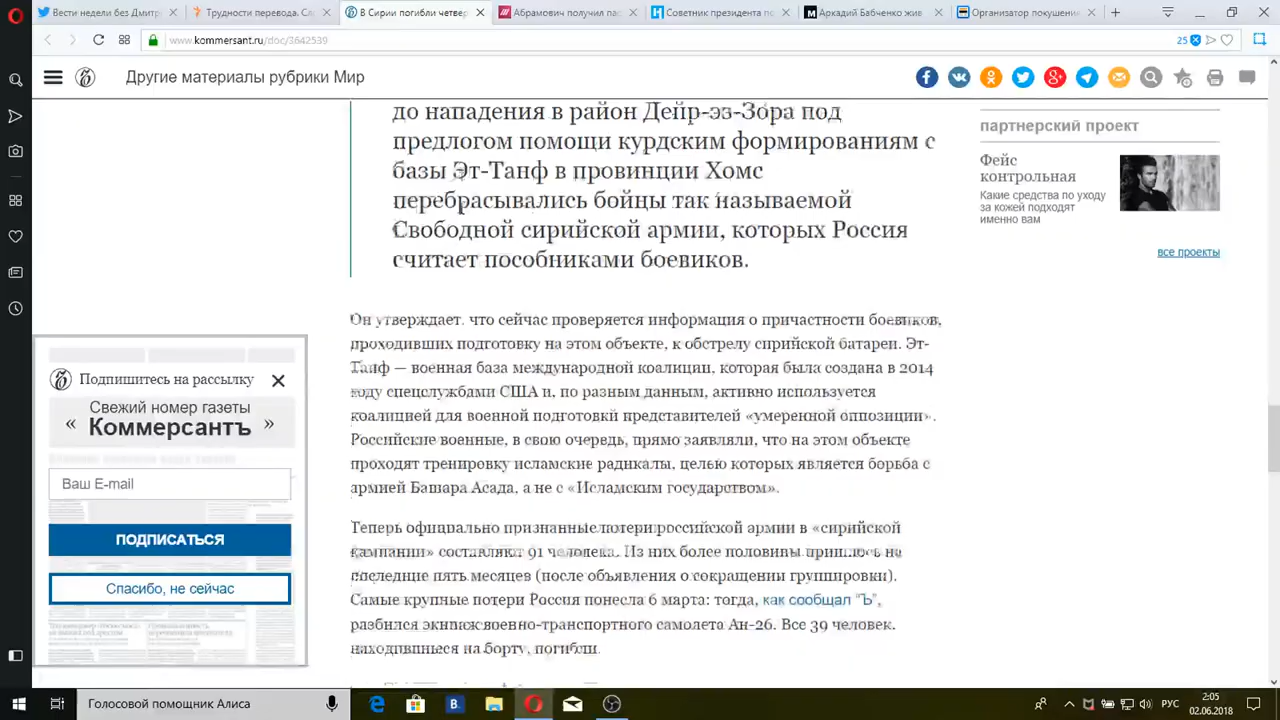 Вести недели без Дмитр
Трудности перевода. Св
В Сирии погибли четвер
Абрамович получил пас
Советник президента по
Аркадий Бабченко жив
Организатор покушение
www.kommersant.ru/doc/3642539
25
Другие материалы рубрики Мир
до нападения в район Дейр-эз-Зора под
предлогом помощи курдским формированиям с
базы Эт-Танф в провинции Хомс
перебрасывались бойцы так называемой
Свободной сирийской армии, которых Россия
считает пособниками боевиков.
партнерский проект
Фейс
контрольная
Какие средства по уходу
за кожей подходят
именно вам
все проекты
Он утверждает, что сейчас проверяется информация о причастности боевиков,
проходивших подготовку на этом объекте, к обстрелу сирийской батареи. Эт-
Танф — военная база международной коалиции, которая была создана в 2014
году спецслужбами США и, по разным данным, активно используется
коалицией для военной подготовки представителей «умеренной оппозиции».
Российские военные, в свою очередь, прямо заявляли, что на этом объекте
проходят тренировку исламские радикалы, целью которых является борьба с
армией Башара Асада, а не с «Исламским государством».
Теперь официально признанные потери российской армии в «сирийской
кампании» составляют 91 человека. Из них более половины пришлось на
последние пять месяцев (после объявления о сокращении группировки).
Самые крупные потери Россия понесла 6 марта: тогда, как сообщал “Ъ”,
разбился экипаж военно-транспортного самолета Ан-26. Все 39 человек,
находившиеся на борту, погибли.
Подпишитесь на рассылку
Свежий номер газеты
« Коммерсантъ »
Ваш E-mail
ПОДПИСАТЬСЯ
Спасибо, не сейчас
Голосовой помощник Алиса
РУС
2:05
02.06.2018